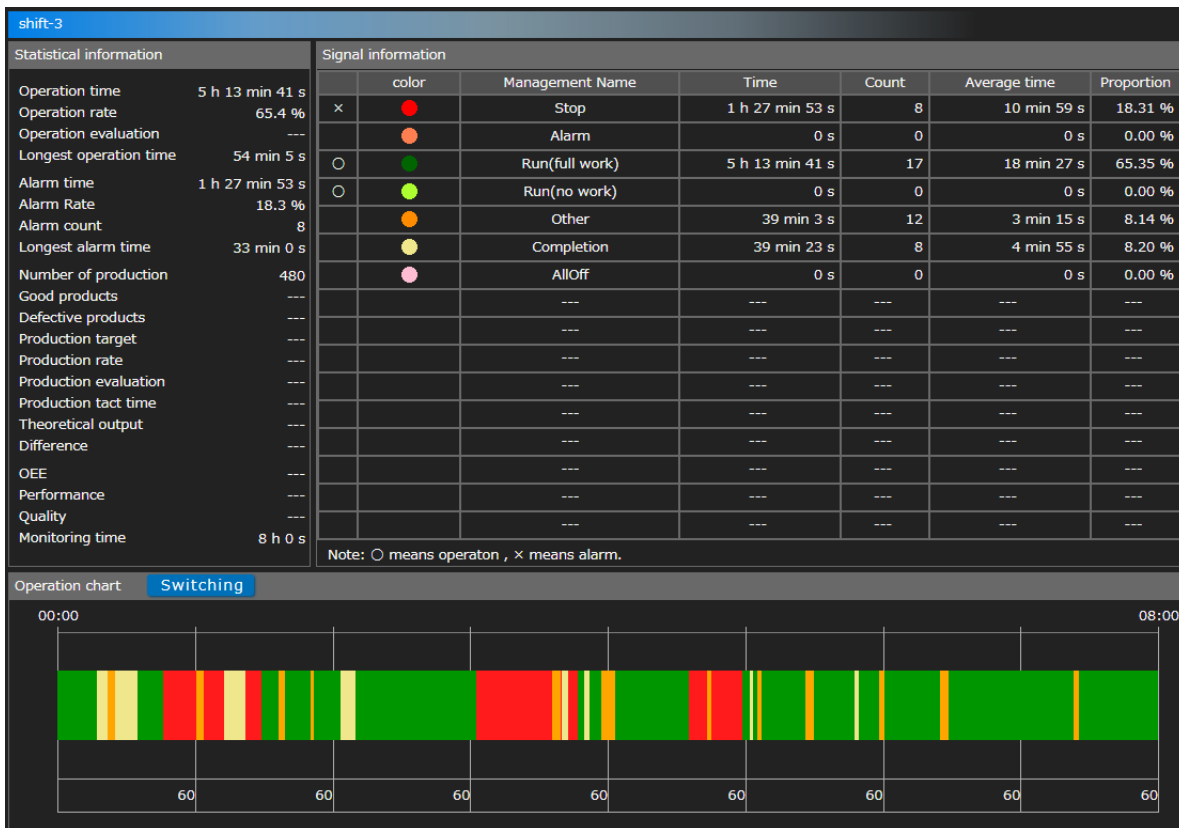 shift-3
Statistical information
Operation time 5 h 13 min 41 s
Operation rate 65.4 %
Operation evaluation ---
Longest operation time 54 min 5 s
Alarm time 1 h 27 min 53 s
Alarm Rate 18.3 %
Alarm count 8
Longest alarm time 33 min 0 s
Number of production 480
Good products ---
Defective products ---
Production target ---
Production rate ---
Production evaluation ---
Production tact time ---
Theoretical output ---
Difference ---
OEE ---
Performance ---
Quality ---
Monitoring time 8 h 0 s
Signal information
color Management Name Time Count Average time Proportion
× Stop 1 h 27 min 53 s 8 10 min 59 s 18.31 %
Alarm 0 s 0 0 s 0.00 %
○ Run(full work) 5 h 13 min 41 s 17 18 min 27 s 65.35 %
○ Run(no work) 0 s 0 0 s 0.00 %
Other 39 min 3 s 12 3 min 15 s 8.14 %
Completion 39 min 23 s 8 4 min 55 s 8.20 %
AllOff 0 s 0 0 s 0.00 %
--- --- --- --- ---
--- --- --- --- ---
--- --- --- --- ---
--- --- --- --- ---
--- --- --- --- ---
--- --- --- --- ---
--- --- --- --- ---
--- --- --- --- ---
--- --- --- --- ---
Note: ○ means operaton , × means alarm.
Operation chart Switching
00:00 08:00
60 60 60 60 60 60 60 60